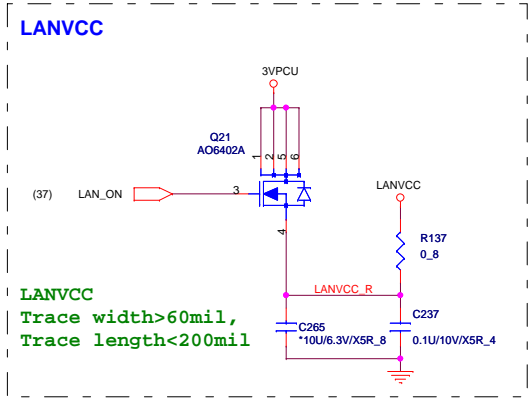 LANVCC
3VPCU
Q21
AO6402A
1
2
5
6
(37)
LAN_ON
3
4
LANVCC
R137
0_8
LANVCC_R
LANVCC
Trace width>60mil,
Trace length<200mil
C265
*10U/6.3V/X5R_8
C237
0.1U/10V/X5R_4